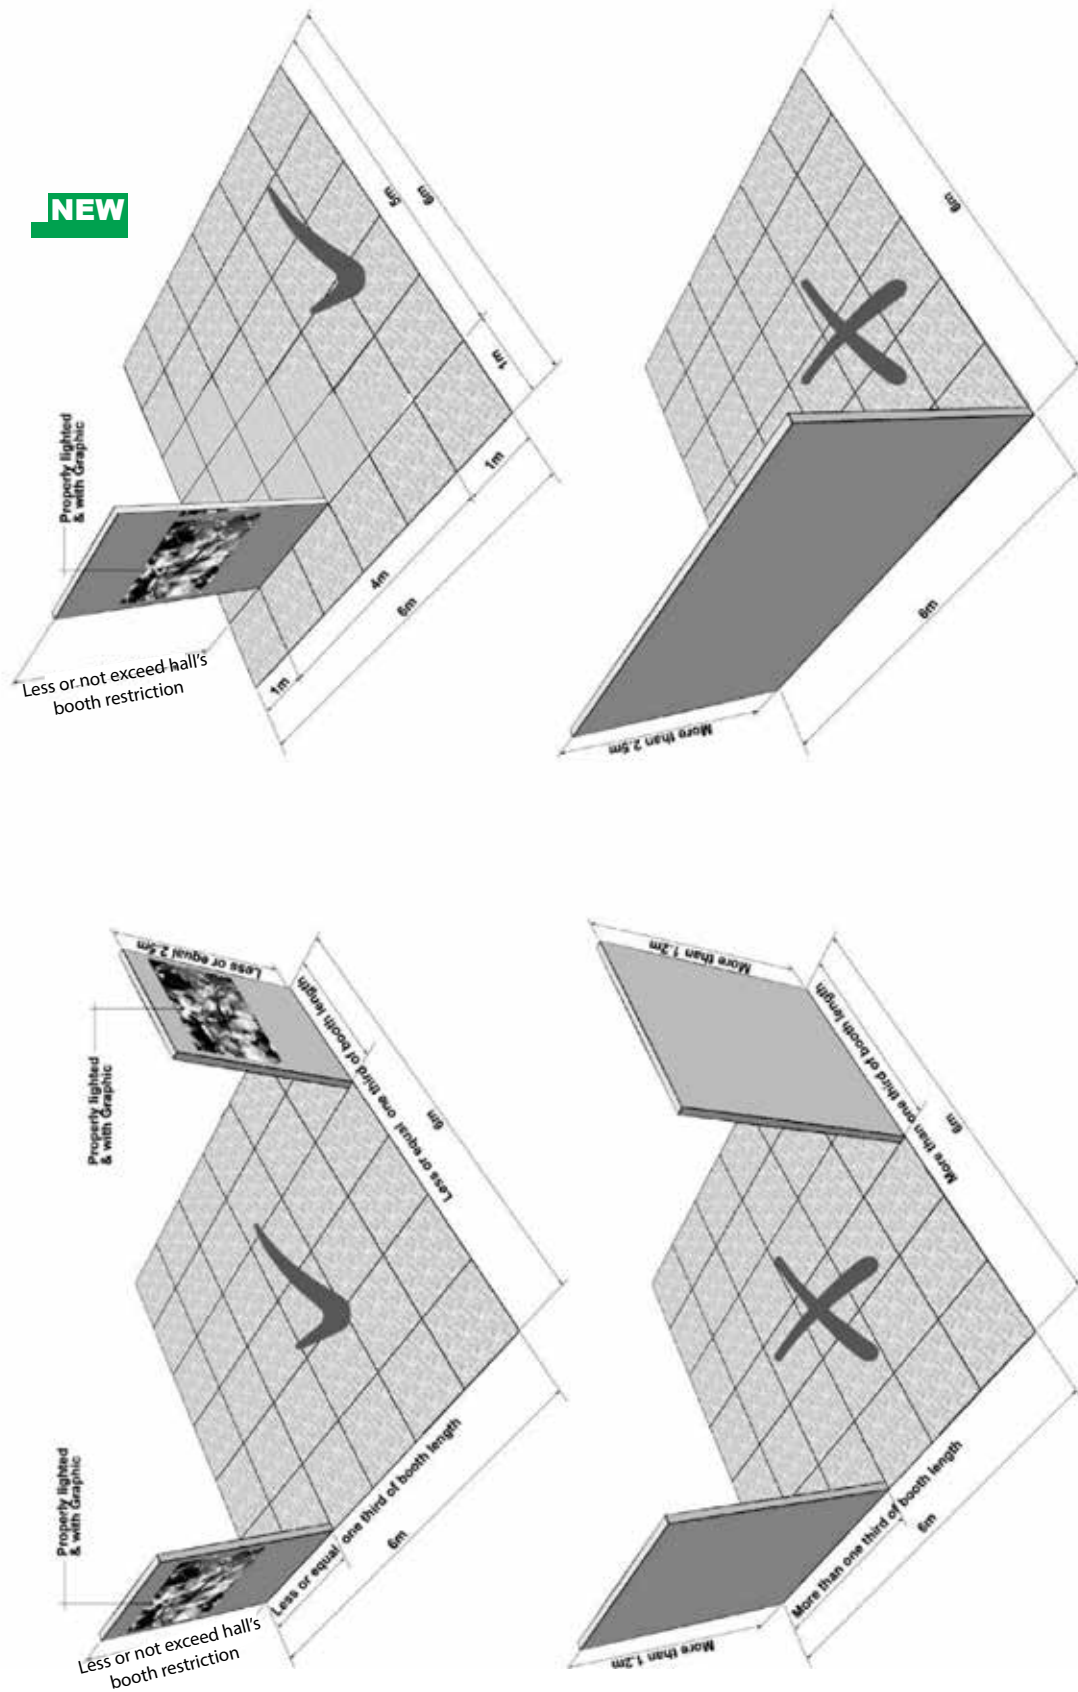 NEW
Properly lighted
& with Graphic
5m
6m
1m
1m
4m
6m
1m
Less or not exceed hall's
booth restriction
6m
6m
More than 2.5m
Properly lighted
& with Graphic
Less or equal 2.5m
Less or equal one third of booth length
6m
Properly lighted
& with Graphic
Less or equal one third of booth length
6m
Less or not exceed hall's
booth restriction
More than 1.2m
More than one third of booth length
6m
More than one third of booth length
6m
More than 1.2m